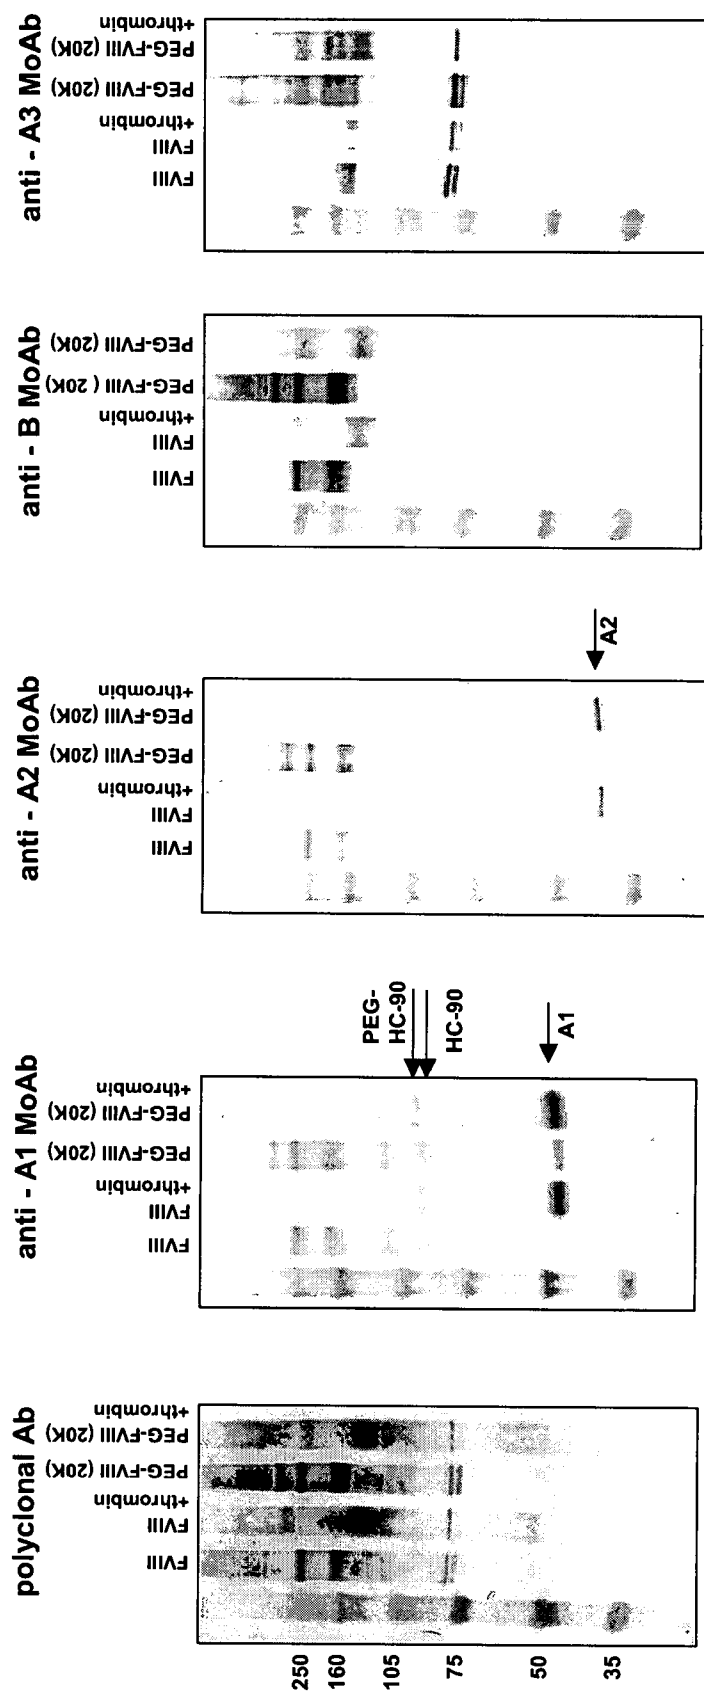 polyclonal Ab
FVIII
FVIII
+thrombin
PEG-FVIII (20K)
PEG-FVIII (20K)
+thrombin
250
160
105
75
50
35
anti - A1 MoAb
FVIII
FVIII
+thrombin
PEG-FVIII (20K)
PEG-FVIII (20K)
+thrombin
PEG-
HC-90
HC-90
A1
anti - A2 MoAb
FVIII
FVIII
+thrombin
PEG-FVIII (20K)
PEG-FVIII (20K)
+thrombin
A2
anti - B MoAb
FVIII
FVIII
+thrombin
PEG-FVIII ( 20K)
PEG-FVIII (20K)
anti - A3 MoAb
FVIII
FVIII
+thrombin
PEG-FVIII (20K)
PEG-FVIII (20K)
+thrombin